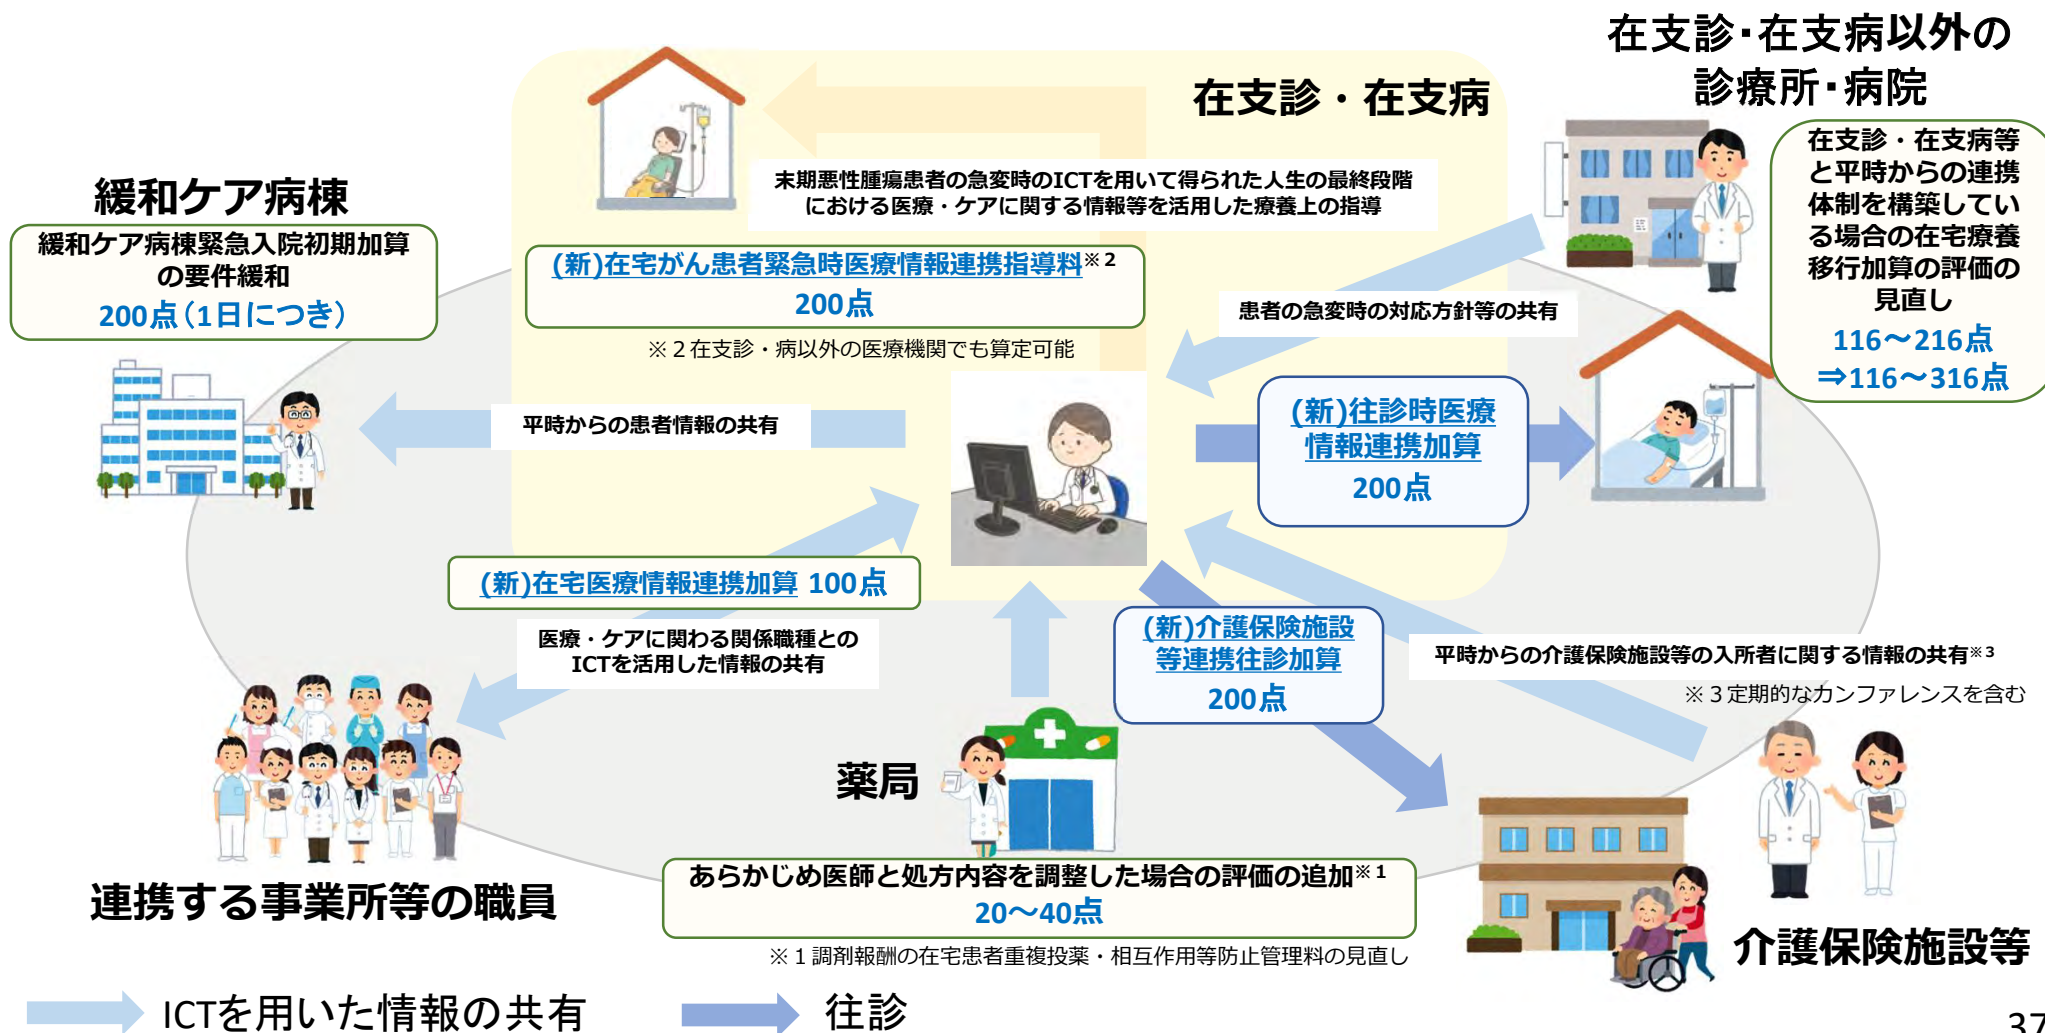 在支診・在支病以外の
診療所・病院
在支診・在支病
在支診・在支病等
と平時からの連携
体制を構築してい
る場合の在宅療養
移行加算の評価の
見直し
116～216点
⇒116～316点
末期悪性腫瘍患者の急変時のICTを用いて得られた人生の最終段階
における医療・ケアに関する情報等を活用した療養上の指導
緩和ケア病棟
緩和ケア病棟緊急入院初期加算
の要件緩和
200点（1日につき）
(新)在宅がん患者緊急時医療情報連携指導料※２
200点
※２在支診・病以外の医療機関でも算定可能
患者の急変時の対応方針等の共有
平時からの患者情報の共有
(新)往診時医療
情報連携加算
200点
(新)在宅医療情報連携加算 100点
医療・ケアに関わる関係職種との
ICTを活用した情報の共有
(新)介護保険施設
等連携往診加算
200点
平時からの介護保険施設等の入所者に関する情報の共有※３
※３定期的なカンファレンスを含む
薬局
あらかじめ医師と処方内容を調整した場合の評価の追加※１
20～40点
※１調剤報酬の在宅患者重複投薬・相互作用等防止管理料の見直し
連携する事業所等の職員
介護保険施設等
ICTを用いた情報の共有
往診
37